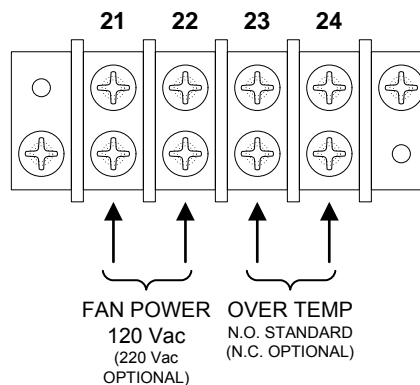 21 22 23 24
FAN POWER OVER TEMP
120 Vac N.O. STANDARD
(220 Vac (N.C. OPTIONAL)
OPTIONAL)